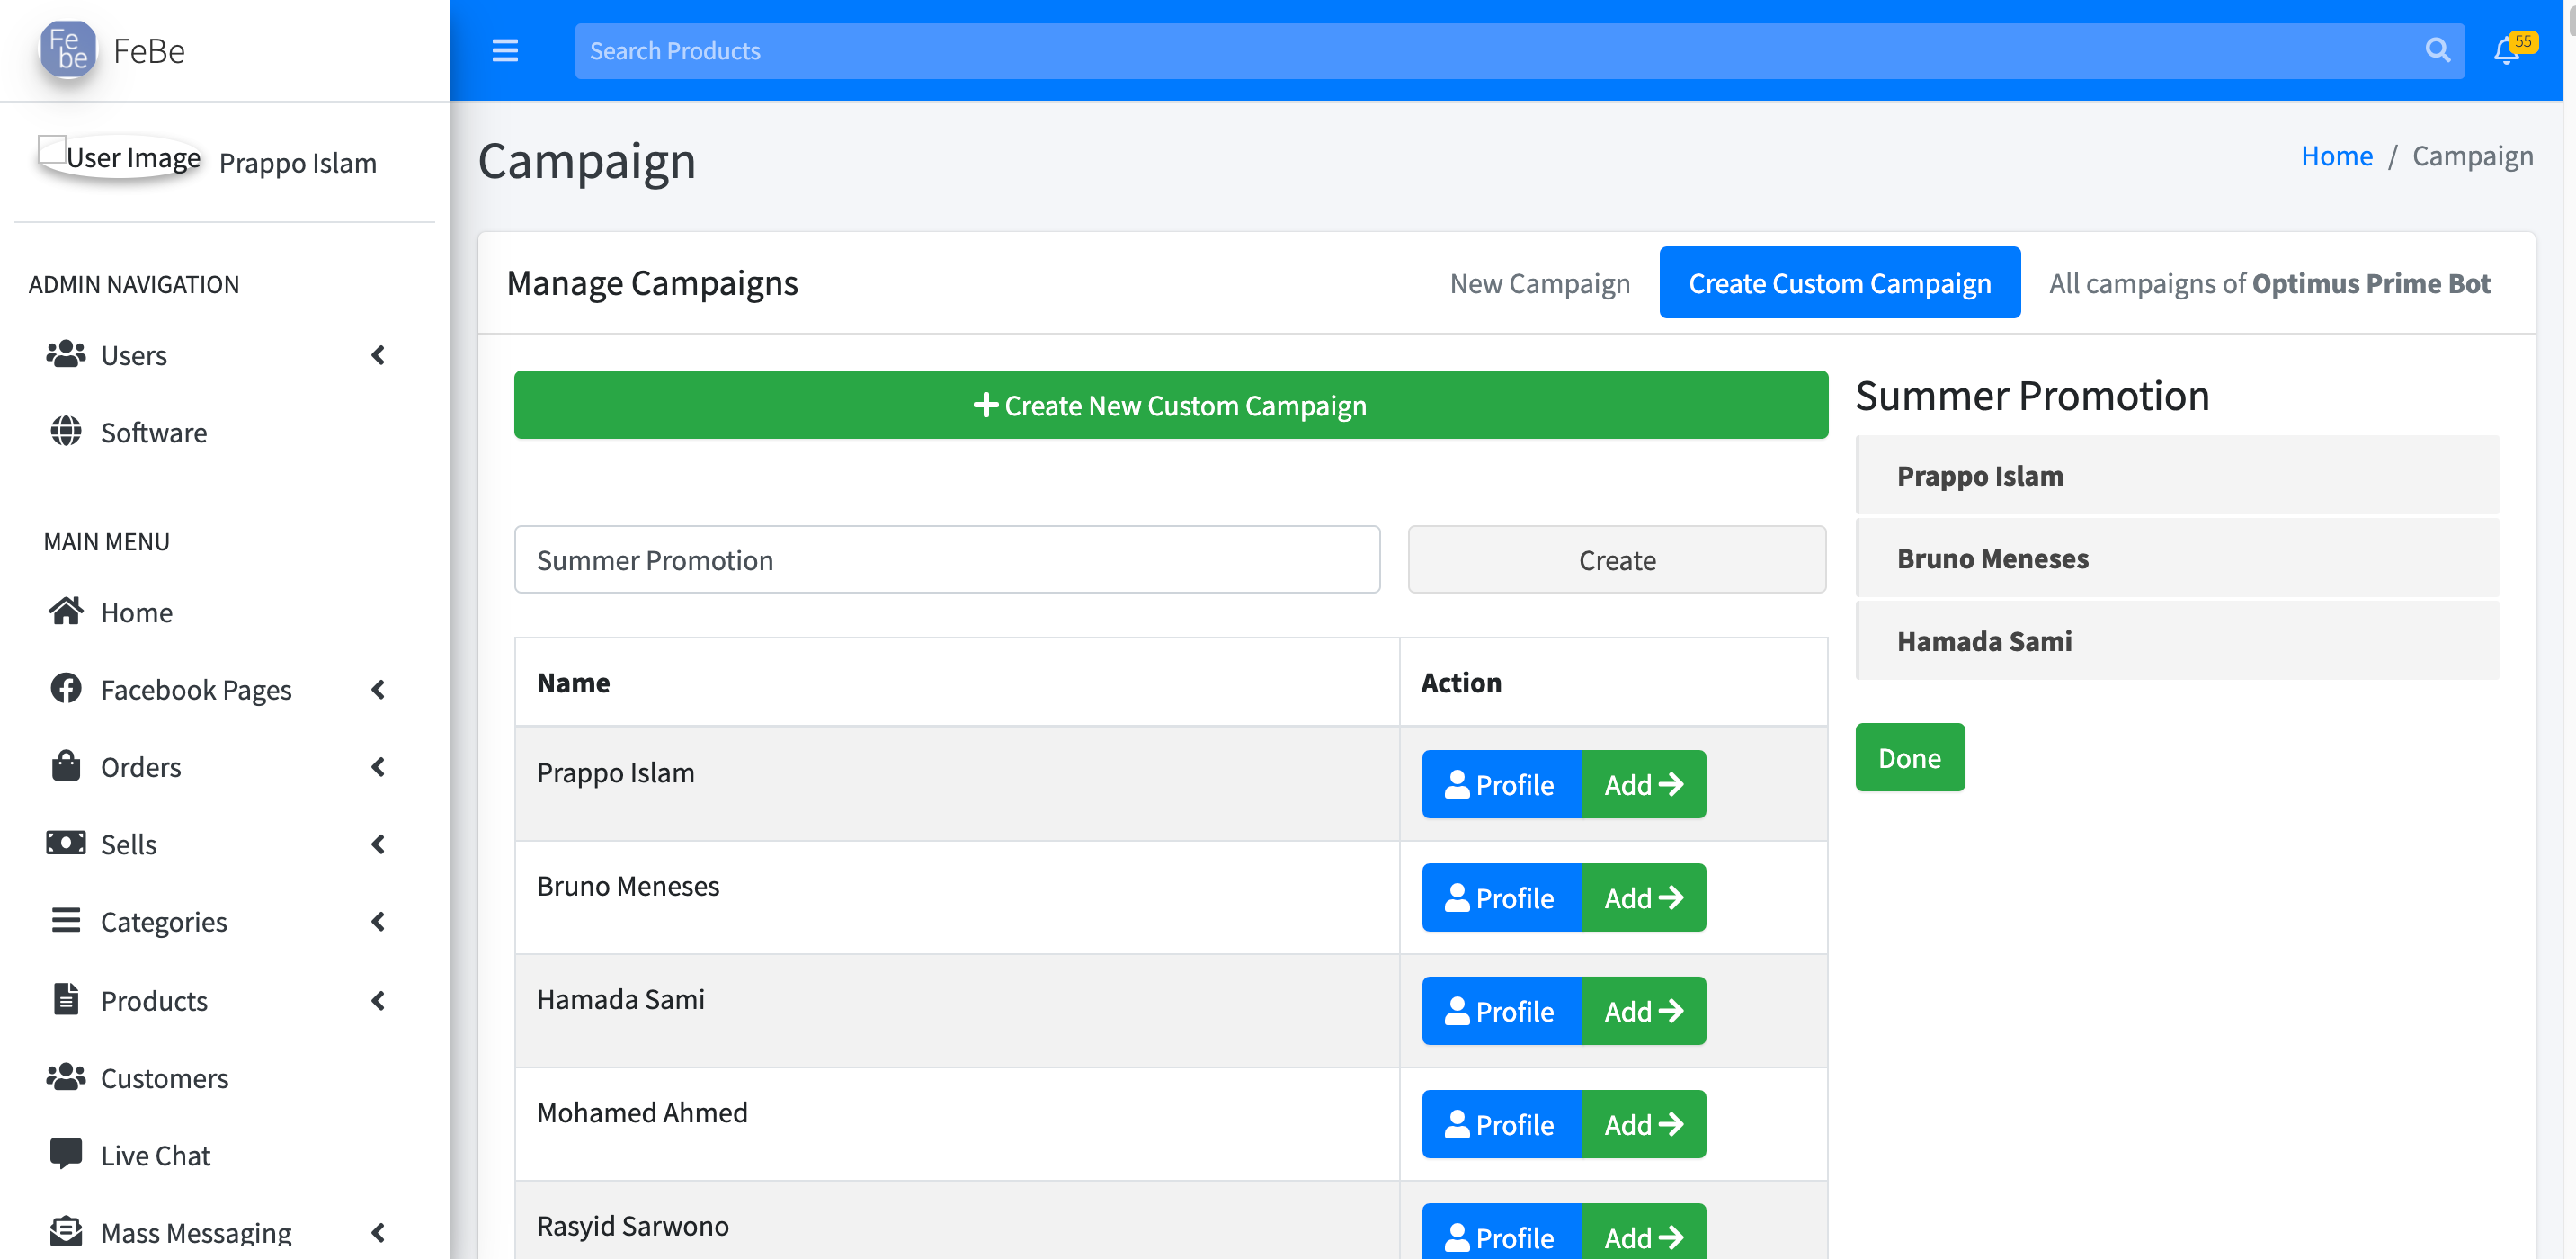 Fe
be
FeBe
User Image
Prappo Islam
ADMIN NAVIGATION
Users
Software
MAIN MENU
Home
Facebook Pages
Orders
Sells
Categories
Products
Customers
Live Chat
Mass Messaging
Search Products
55
Campaign
Home / Campaign
Manage Campaigns
New Campaign
Create Custom Campaign
All campaigns of Optimus Prime Bot
Create New Custom Campaign
Summer Promotion
Create
Name Action
Prappo Islam Profile Add
Bruno Meneses Profile Add
Hamada Sami Profile Add
Mohamed Ahmed Profile Add
Rasyid Sarwono Profile Add
Summer Promotion
Prappo Islam
Bruno Meneses
Hamada Sami
Done